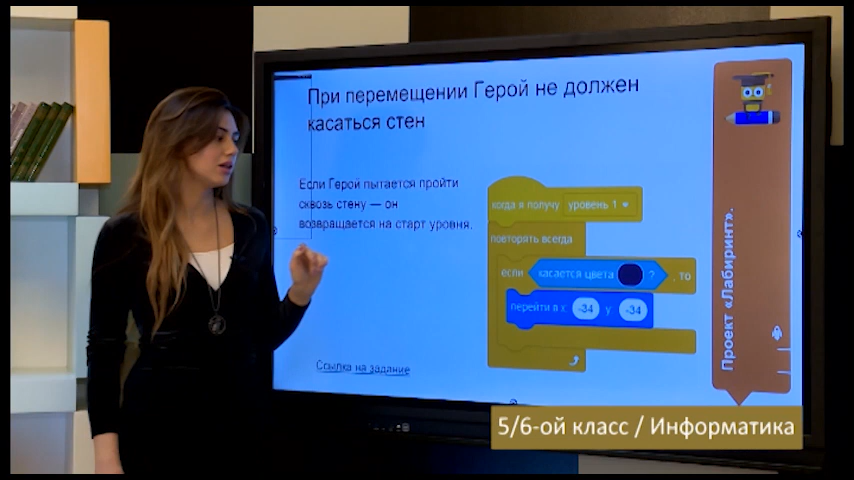 При перемещении Герой не должен
касаться стен
Если Герой пытается пройти
сквозь стену — он
возвращается на старт уровня.
когда я получу уровень 1
повторять всегда
если касается цвета ? , то
перейти в x: -34 y: -34
Ссылка на задание
Проект «Лабиринт».
5/6-ой класс / Информатика